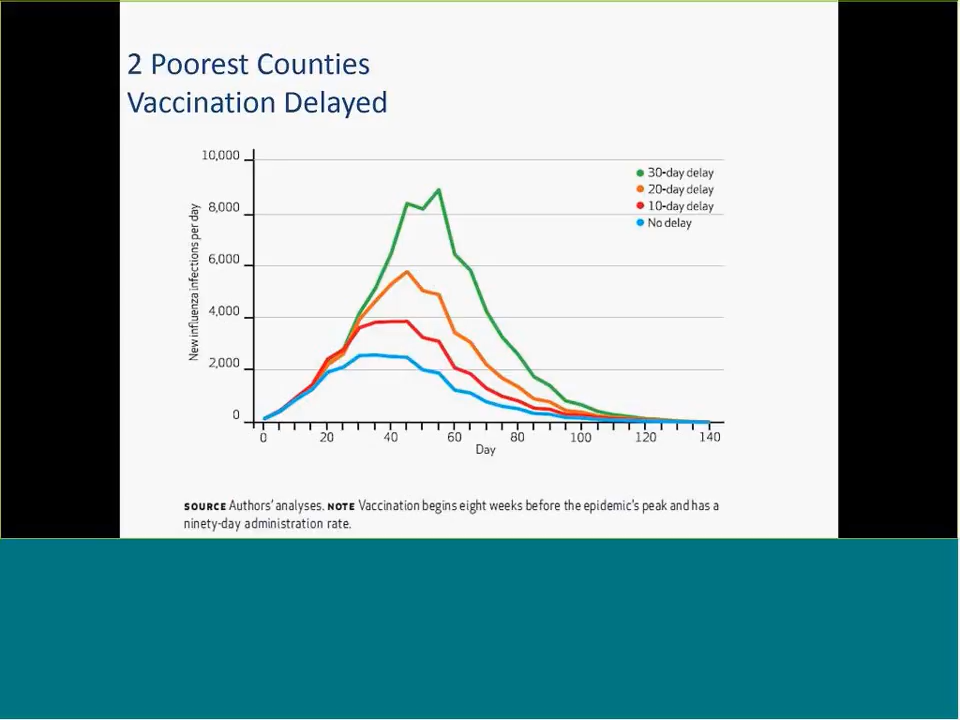 2 Poorest Counties
Vaccination Delayed
10,000
8,000
6,000
4,000
2,000
0
New influenza infections per day
30-day delay
20-day delay
10-day delay
No delay
0 20 40 60 80 100 120 140
Day
SOURCE Authors’ analyses. NOTE Vaccination begins eight weeks before the epidemic’s peak and has a
ninety-day administration rate.